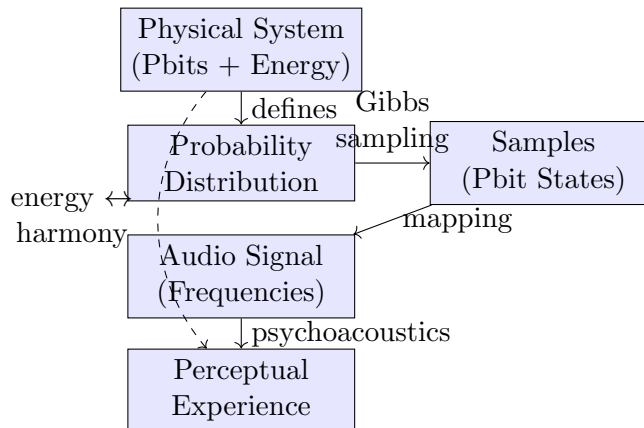 Physical System
(Pbits + Energy)
defines
Gibbs
sampling
Probability
Distribution
Samples
(Pbit States)
energy ↔
harmony
mapping
Audio Signal
(Frequencies)
psychoacoustics
Perceptual
Experience